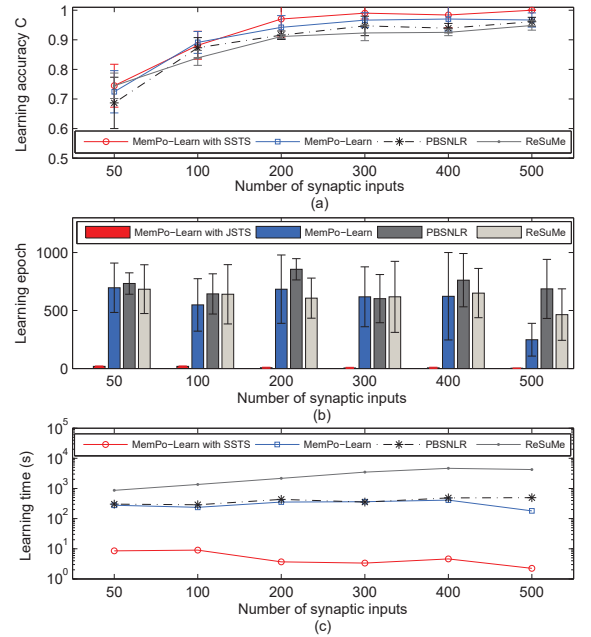 1
0.9
0.8
0.7
0.6
0.5
Learning accuracy C
MemPo−Learn with SSTS MemPo−Learn PBSNLR ReSuMe
50 100 200 300 400 500
Number of synaptic inputs
(a)
MemPo−Learn with JSTS MemPo−Learn PBSNLR ReSuMe
1000
500
0
Learning epoch
50 100 200 300 400 500
Number of synaptic inputs
(b)
10^5
10^4
10^3
10^2
10^1
10^0
Learning time (s)
MemPo−Learn with SSTS MemPo−Learn PBSNLR ReSuMe
50 100 200 300 400 500
Number of synaptic inputs
(c)